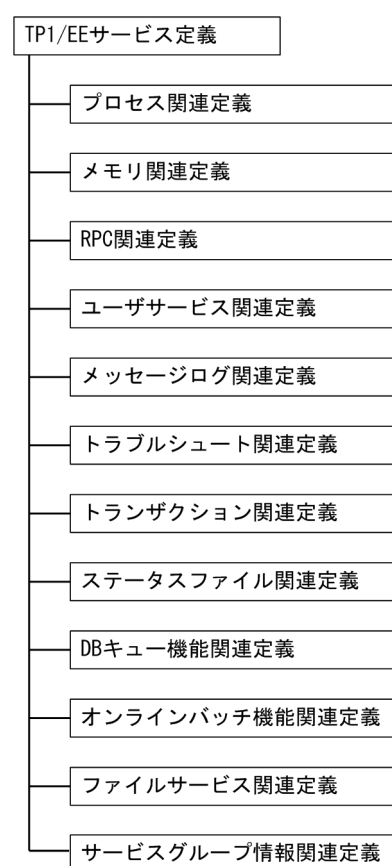 TP1/EEサービス定義
プロセス関連定義
メモリ関連定義
RPC関連定義
ユーザサービス関連定義
メッセージログ関連定義
トラブルシュート関連定義
トランザクション関連定義
ステータスファイル関連定義
DBキュー機能関連定義
オンラインバッチ機能関連定義
ファイルサービス関連定義
サービスグループ情報関連定義